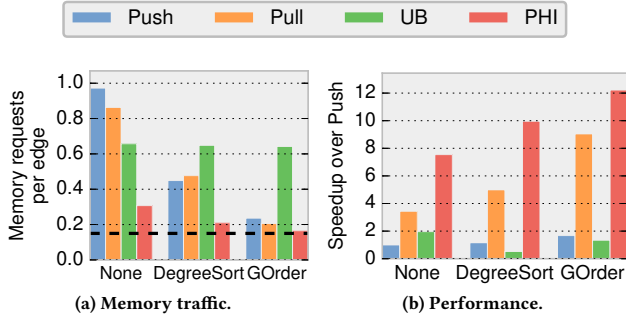 Push Pull UB PHI
Memory requests
per edge
1.0
0.8
0.6
0.4
0.2
0.0
None DegreeSort GOrder
(a) Memory traffic.
Speedup over Push
12
10
8
6
4
2
0
None DegreeSort GOrder
(b) Performance.